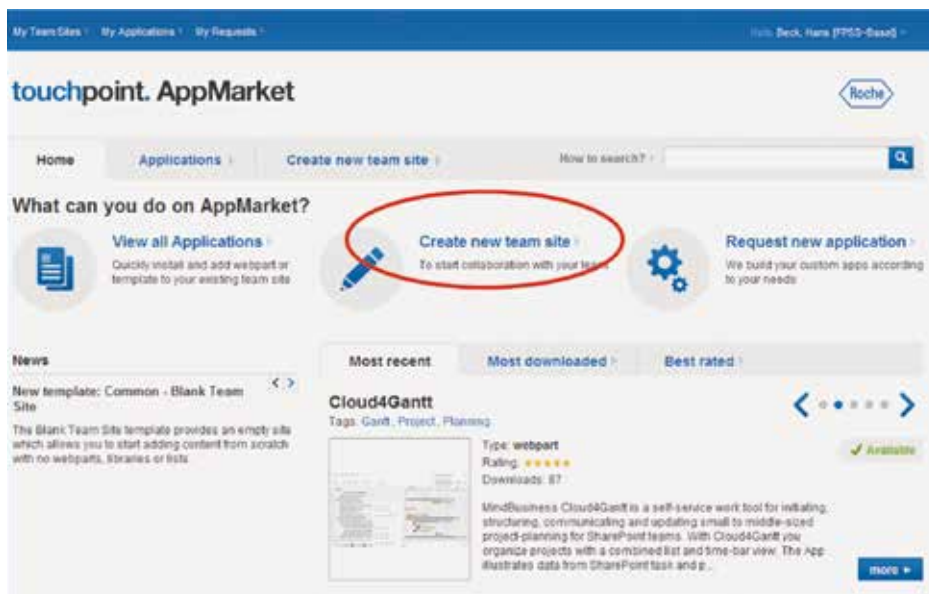 My Team Sites My Applications My Requests
Hello, Beck, Hans [FPSS-Basel]
touchpoint. AppMarket
Roche
Home Applications Create new team site How to search?
What can you do on AppMarket?
View all Applications
Quickly install and add webpart or
template to your existing team site
Create new team site
To start collaboration with your team
Request new application
We build your custom apps according
to your needs
News
New template: Common - Blank Team
Site
The Blank Team Site template provides an empty site
which allows you to start adding content from scratch
with no webparts, libraries or lists
Most recent Most downloaded Best rated
Cloud4Gantt
Tags: Gantt, Project, Planning
Type: webpart
Rating:
Downloads: 87
Available
MindBusiness Cloud4Gantt is a self-service work tool for initiating,
structuring, communicating and updating small to middle-sized
project-planning for SharePoint teams. With Cloud4Gantt you
organize projects with a combined list and time-bar view. The App
illustrates data from SharePoint task and p...
more